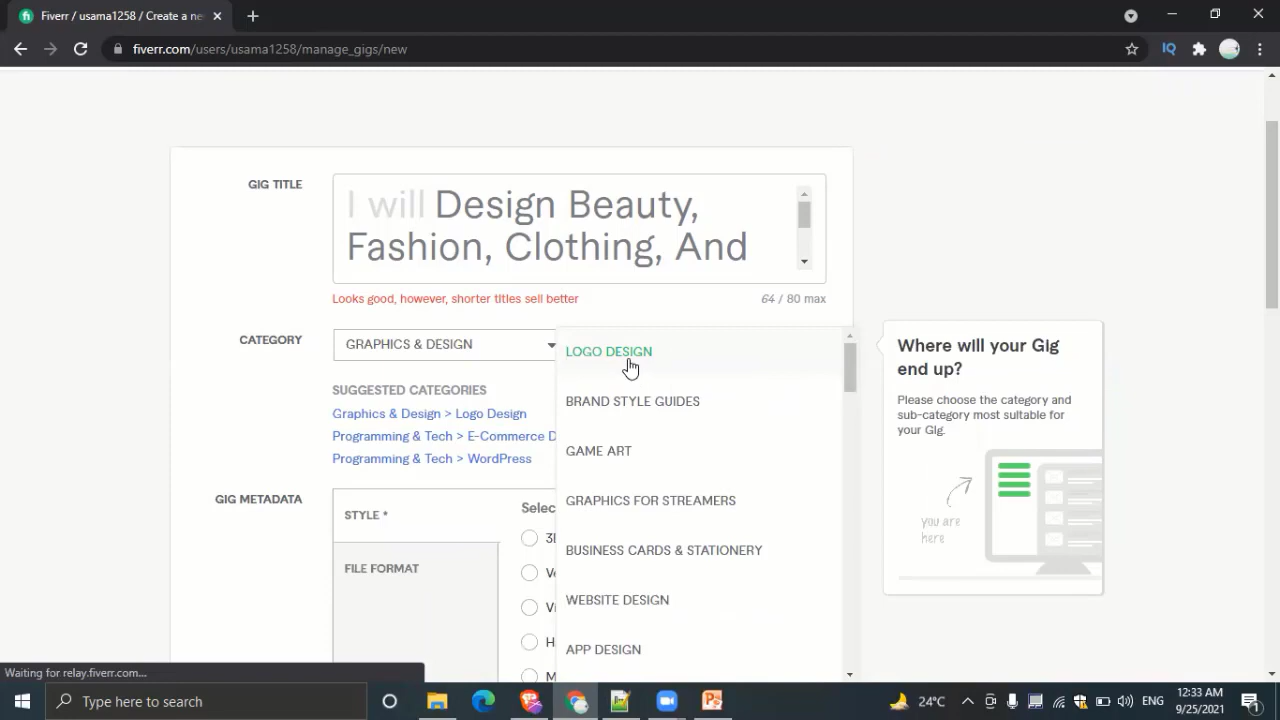 Fiverr / usama1258 / Create a ne
fiverr.com/users/usama1258/manage_gigs/new
GIG TITLE
I will Design Beauty,
Fashion, Clothing, And
Looks good, however, shorter titles sell better
64 / 80 max
CATEGORY
GRAPHICS & DESIGN
SUGGESTED CATEGORIES
Graphics & Design > Logo Design
Programming & Tech > E-Commerce D
Programming & Tech > WordPress
LOGO DESIGN
BRAND STYLE GUIDES
GAME ART
GRAPHICS FOR STREAMERS
BUSINESS CARDS & STATIONERY
WEBSITE DESIGN
APP DESIGN
Where will your Gig
end up?
Please choose the category and
sub-category most suitable for
your Gig.
you are
here
GIG METADATA
STYLE *
FILE FORMAT
Selec
Waiting for relay.fiverr.com...
Type here to search
24°C
ENG
12:33 AM
9/25/2021